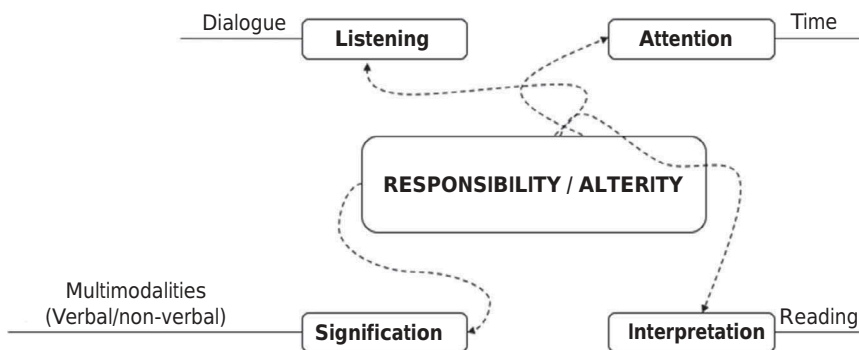 Dialogue
Listening
Attention
Time
RESPONSIBILITY / ALTERITY
Multimodalities
(Verbal/non-verbal)
Signification
Interpretation
Reading